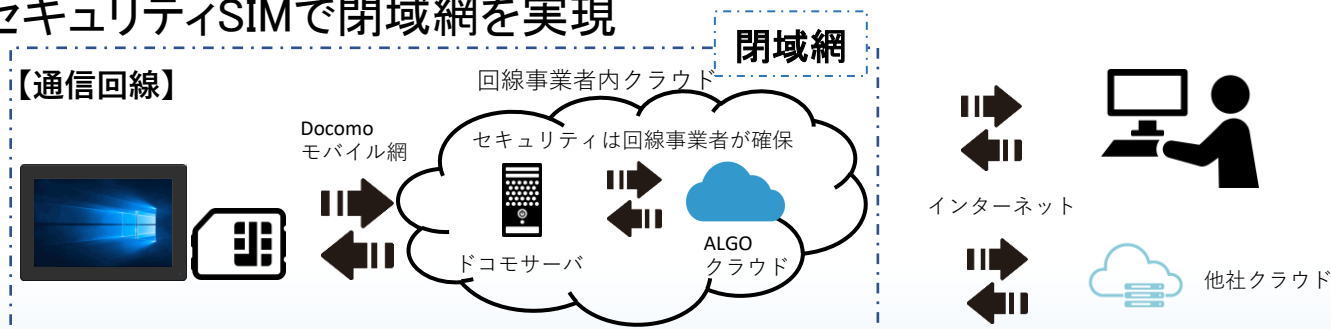 セキュリティSIMで閉域網を実現
閉域網
【通信回線】
回線事業者内クラウド
Docomo
モバイル網
セキュリティは回線事業者が確保
インターネット
ALGO
クラウド
ドコモサーバ
他社クラウド